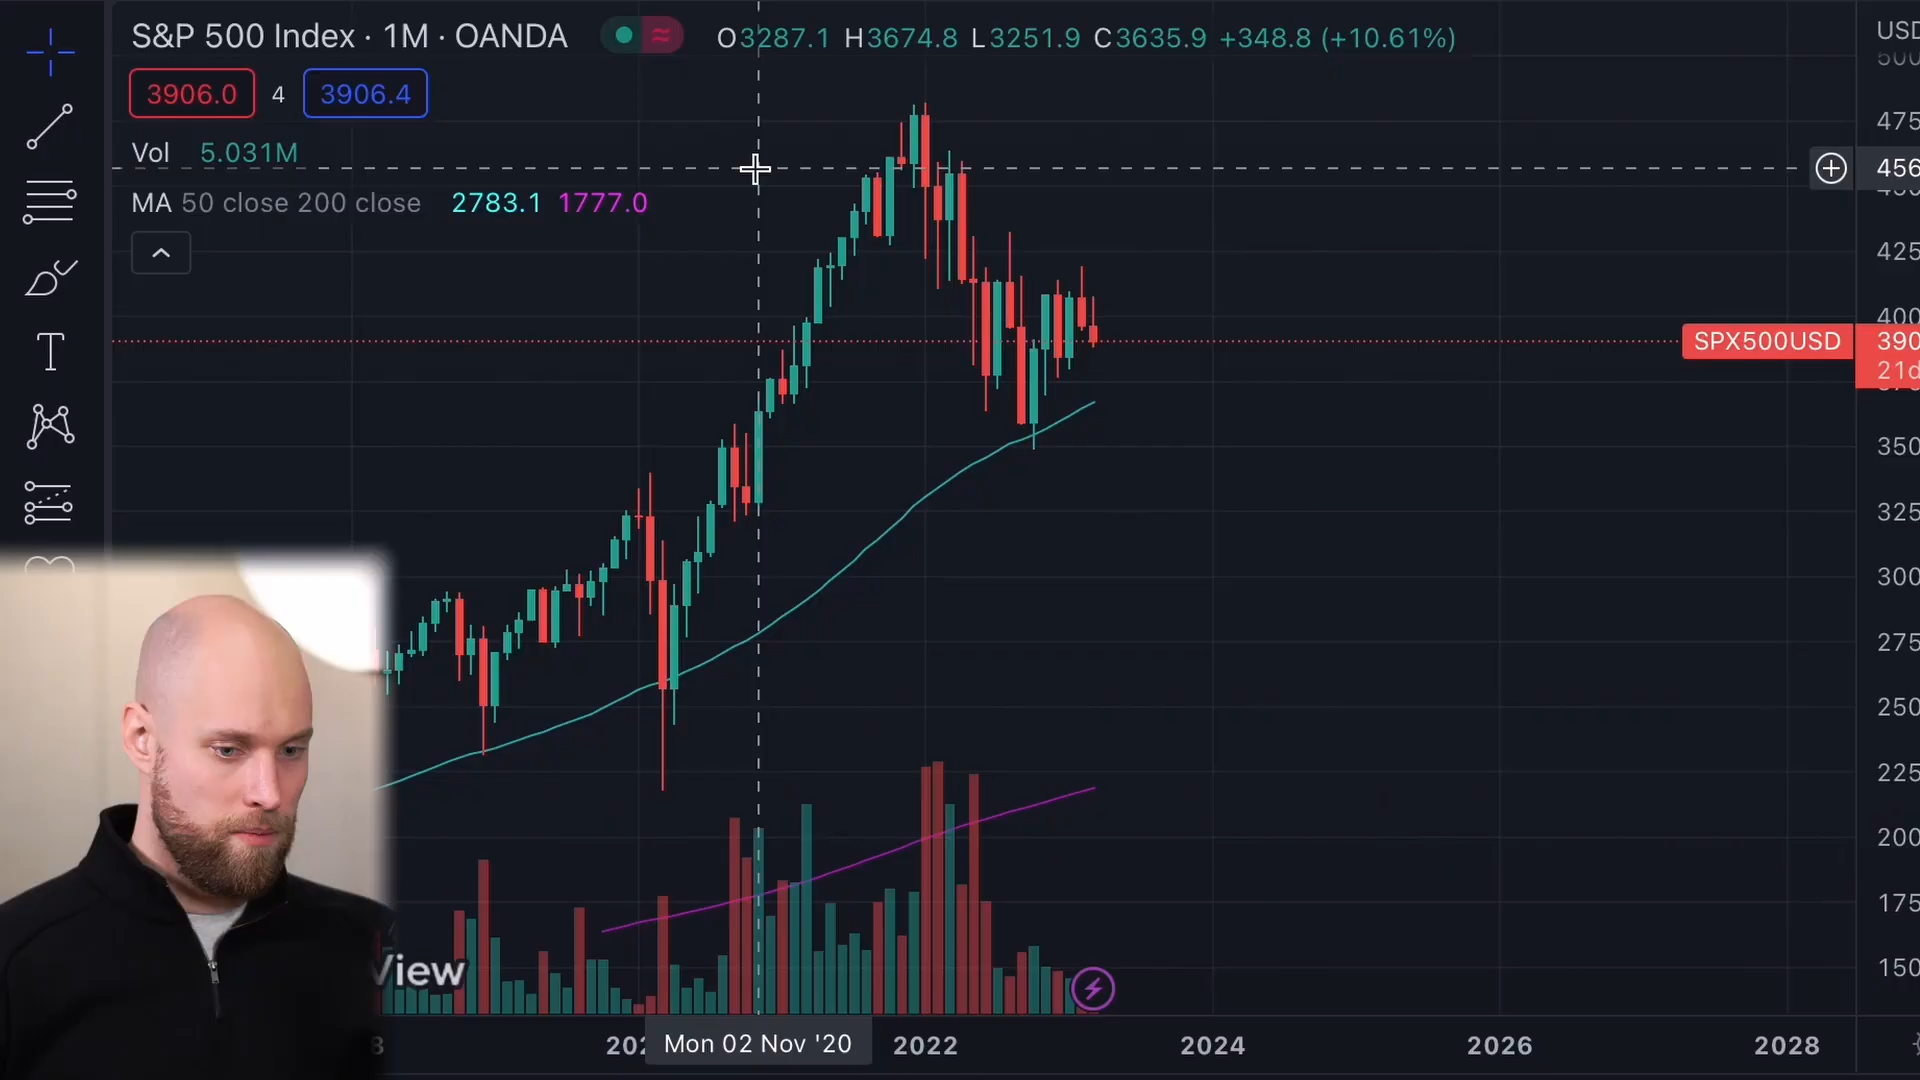 S&P 500 Index · 1M · OANDA
O3287.1 H3674.8 L3251.9 C3635.9 +348.8 (+10.61%)
USD
3906.0 4 3906.4
Vol 5.031M
MA 50 close 200 close 2783.1 1777.0
475
456
425
400
SPX500USD
390
21d
350
325
300
275
250
225
200
175
150
View
8
202
Mon 02 Nov '20
2022
2024
2026
2028